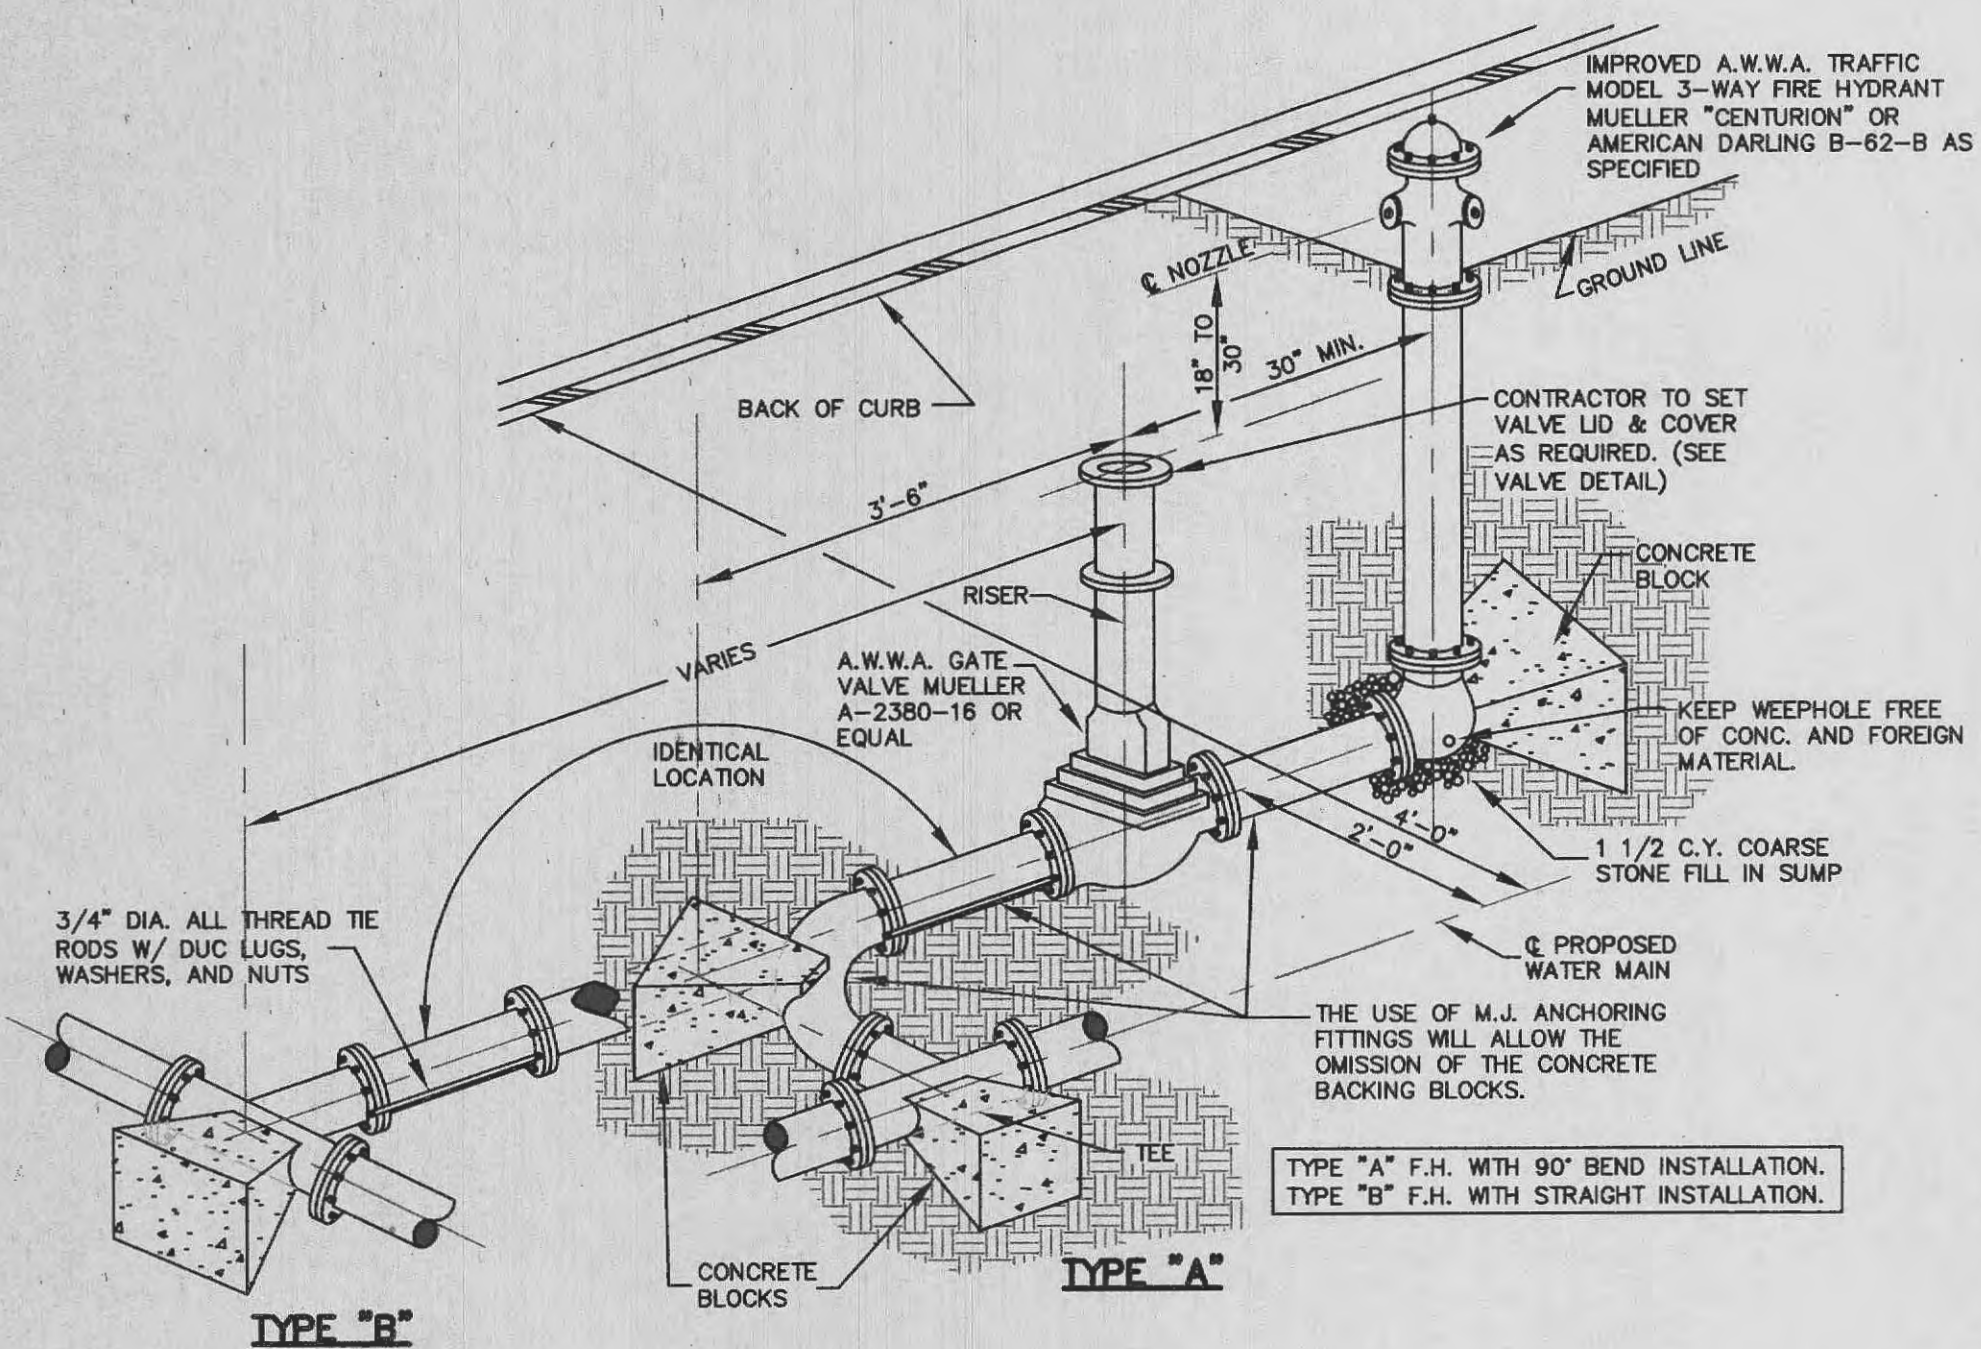 IMPROVED A.W.W.A. TRAFFIC
MODEL 3-WAY FIRE HYDRANT
MUELLER "CENTURION" OR
AMERICAN DARLING B-62-B AS
SPECIFIED
℄ NOZZLE
GROUND LINE
18" TO
30"
30" MIN.
BACK OF CURB
CONTRACTOR TO SET
VALVE LID & COVER
AS REQUIRED. (SEE
VALVE DETAIL)
3'-6"
CONCRETE
BLOCK
RISER
VARIES
A.W.W.A. GATE
VALVE MUELLER
A-2380-16 OR
EQUAL
KEEP WEEPHOLE FREE
OF CONC. AND FOREIGN
MATERIAL.
IDENTICAL
LOCATION
4'-0"
2'-0"
1 1/2 C.Y. COARSE
STONE FILL IN SUMP
3/4" DIA. ALL THREAD TIE
RODS W/ DUC LUGS,
WASHERS, AND NUTS
℄ PROPOSED
WATER MAIN
THE USE OF M.J. ANCHORING
FITTINGS WILL ALLOW THE
OMISSION OF THE CONCRETE
BACKING BLOCKS.
TEE
TYPE "A" F.H. WITH 90° BEND INSTALLATION.
TYPE "B" F.H. WITH STRAIGHT INSTALLATION.
CONCRETE
BLOCKS
TYPE "A"
TYPE "B"